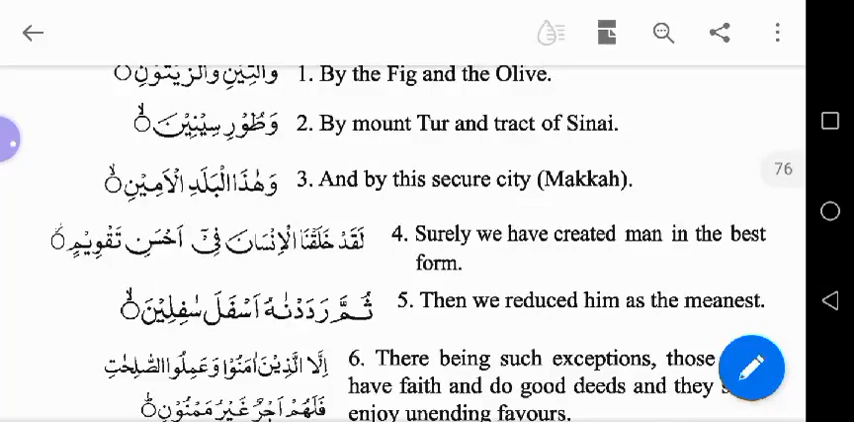 وَالتِّيْنِ وَالزَّيْتُوْنِ 1. By the Fig and the Olive.
وَطُوْرِ سِيْنِيْنَ 2. By mount Tur and tract of Sinai.
76
وَهٰذَا الْبَلَدِ الْاَمِيْنِ 3. And by this secure city (Makkah).
لَقَدْ خَلَقْنَا الْاِنْسَانَ فِيْٓ اَحْسَنِ تَقْوِيْمٍ 4. Surely we have created man in the best
form.
ثُمَّ رَدَدْنٰهُ اَسْفَلَ سٰفِلِيْنَ 5. Then we reduced him as the meanest.
اِلَّا الَّذِيْنَ اٰمَنُوْا وَعَمِلُوا الصّٰلِحٰتِ 6. There being such exceptions, those
have faith and do good deeds and they
فَلَهُمْ اَجْرٌ غَيْرُ مَمْنُوْنٍ enjoy unending favours.